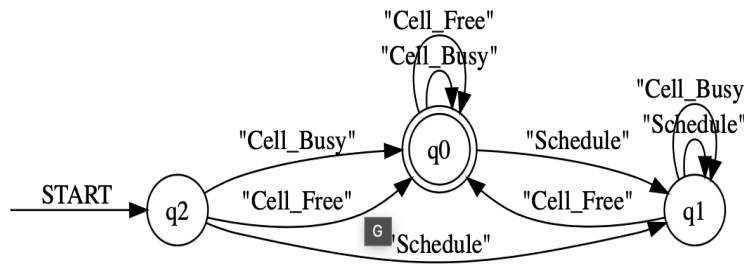 "Cell_Free"
"Cell_Busy"
"Cell_Busy
"Schedule"
"Cell_Busy"
q0
"Schedule"
START
q2
"Cell_Free"
"Cell_Free"
q1
G
"Schedule"